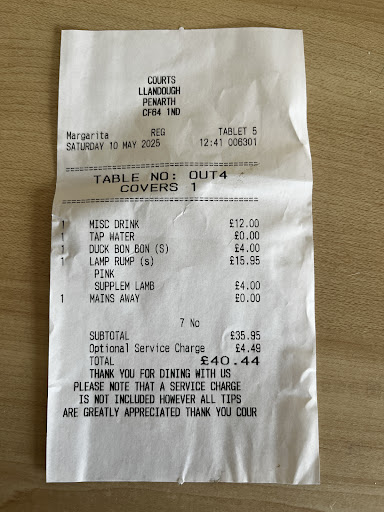 COURTS
LLANDOUGH
PENARTH
CF64 1ND
Margarita REG TABLET 5
SATURDAY 10 MAY 2025 12:41 006301
TABLE NO: OUT4
COVERS 1
1 MISC DRINK £12.00
1 TAP WATER £0.00
1 DUCK BON BON (S) £4.00
1 LAMP RUMP (s) £15.95
PINK
SUPPLEM LAMB £4.00
1 MAINS AWAY £0.00
7 No
SUBTOTAL £35.95
Optional Service Charge £4.49
TOTAL £40.44
THANK YOU FOR DINING WITH US
PLEASE NOTE THAT A SERVICE CHARGE
IS NOT INCLUDED HOWEVER ALL TIPS
ARE GREATLY APPRECIATED THANK YOU COUR